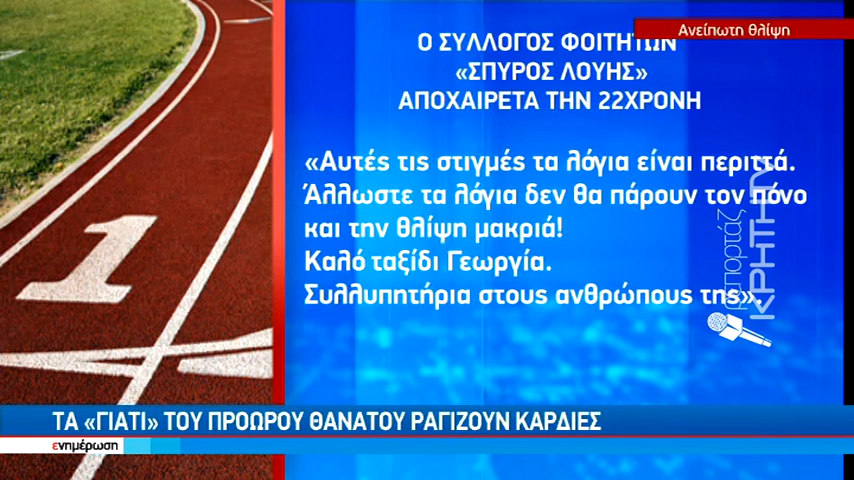 Ανείπωτη θλίψη
Ο ΣΥΛΛΟΓΟΣ ΦΟΙΤΗΤΩΝ
«ΣΠΥΡΟΣ ΛΟΥΗΣ»
ΑΠΟΧΑΙΡΕΤΑ ΤΗΝ 22ΧΡΟΝΗ
«Αυτές τις στιγμές τα λόγια είναι περιττά.
Άλλωστε τα λόγια δεν θα πάρουν τον πόνο
και την θλίψη μακριά!
Καλό ταξίδι Γεωργία.
Συλλυπητήρια στους ανθρώπους της».
ρεπορτάζ
ΚΡΗΤΗ TV
1
ΤΑ «ΓΙΑΤΙ» ΤΟΥ ΠΡΟΩΡΟΥ ΘΑΝΑΤΟΥ ΡΑΓΙΖΟΥΝ ΚΑΡΔΙΕΣ
ενημέρωση